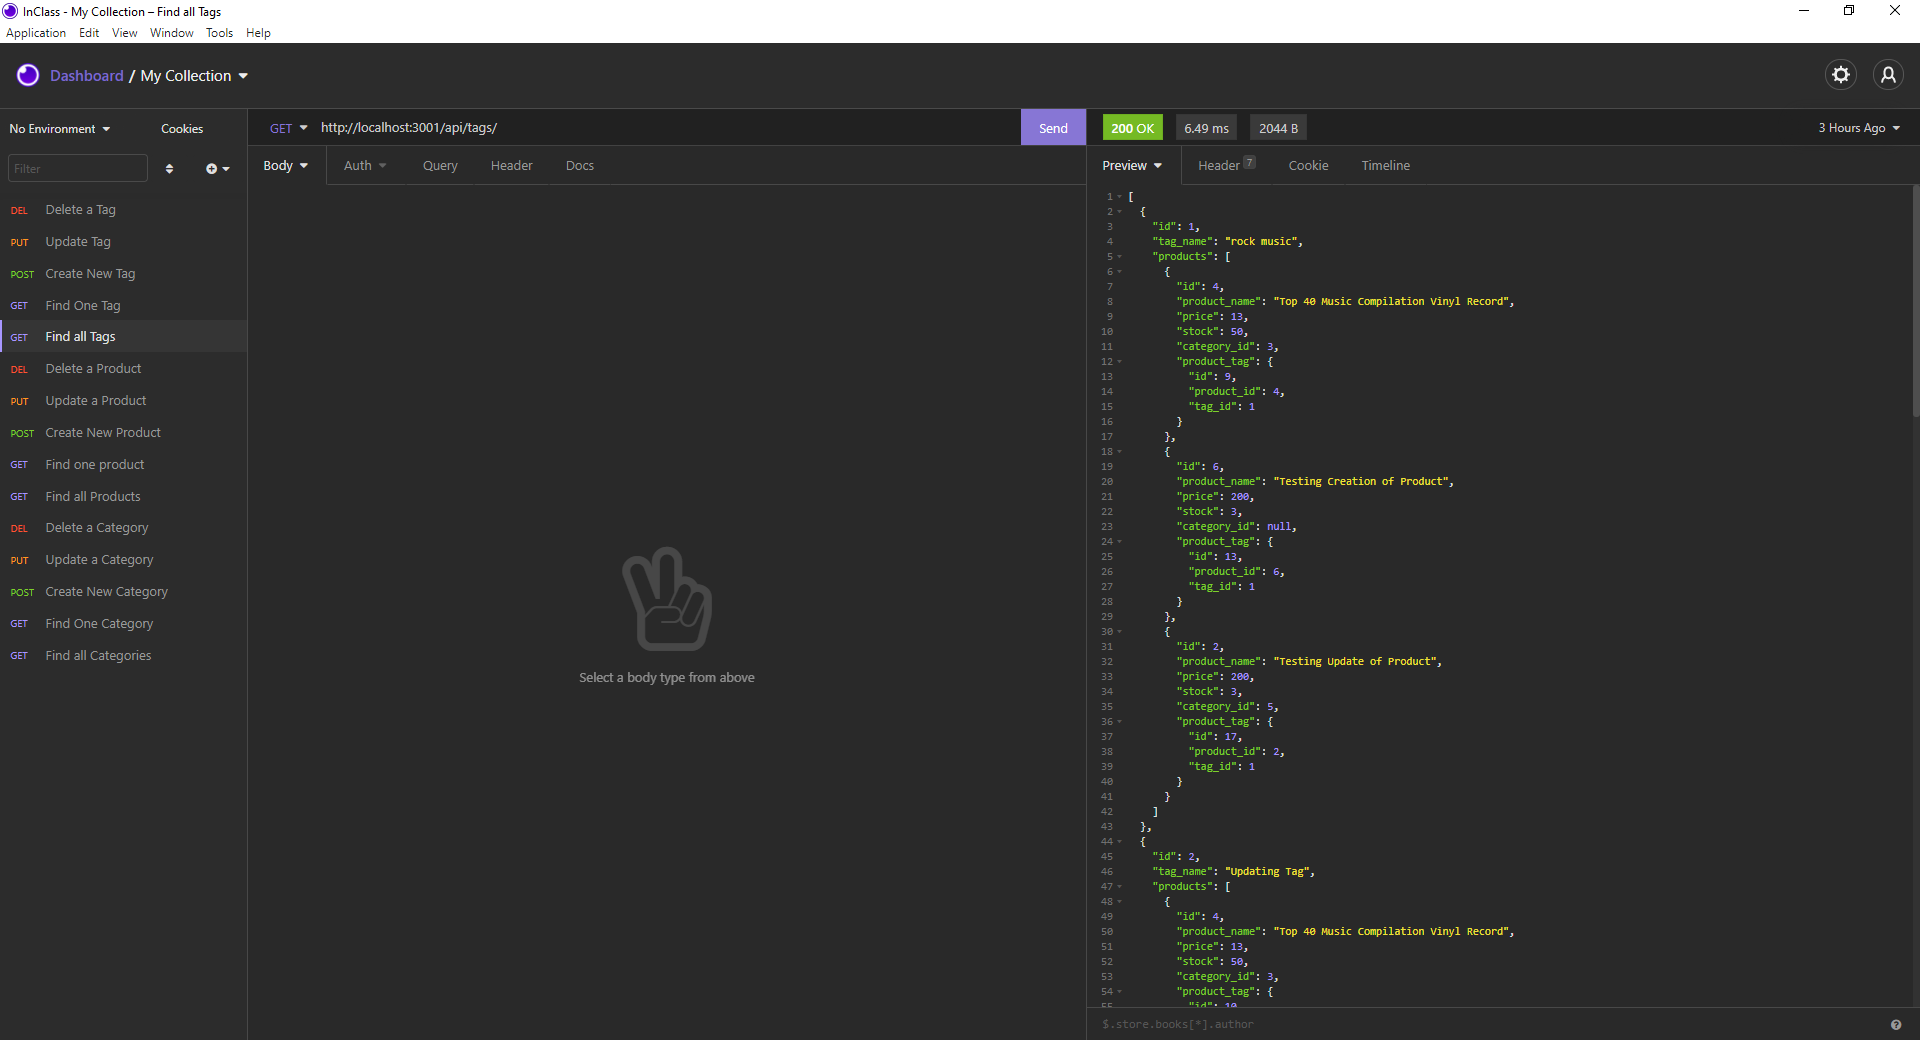 InClass - My Collection – Find all Tags
Application Edit View Window Tools Help
Dashboard / My Collection
No Environment Cookies
Filter
DEL Delete a Tag
PUT Update Tag
POST Create New Tag
GET Find One Tag
GET Find all Tags
DEL Delete a Product
PUT Update a Product
POST Create New Product
GET Find one product
GET Find all Products
DEL Delete a Category
PUT Update a Category
POST Create New Category
GET Find One Category
GET Find all Categories
GET http://localhost:3001/api/tags/ Send
Body Auth Query Header Docs
Select a body type from above
200 OK 6.49 ms 2044 B 3 Hours Ago
Preview Header 7 Cookie Timeline
1 [
2 {
3 "id": 1,
4 "tag_name": "rock music",
5 "products": [
6 {
7 "id": 4,
8 "product_name": "Top 40 Music Compilation Vinyl Record",
9 "price": 13,
10 "stock": 50,
11 "category_id": 3,
12 "product_tag": {
13 "id": 9,
14 "product_id": 4,
15 "tag_id": 1
16 }
17 },
18 {
19 "id": 6,
20 "product_name": "Testing Creation of Product",
21 "price": 200,
22 "stock": 3,
23 "category_id": null,
24 "product_tag": {
25 "id": 13,
26 "product_id": 6,
27 "tag_id": 1
28 }
29 },
30 {
31 "id": 2,
32 "product_name": "Testing Update of Product",
33 "price": 200,
34 "stock": 3,
35 "category_id": 5,
36 "product_tag": {
37 "id": 17,
38 "product_id": 2,
39 "tag_id": 1
40 }
41 }
42 ]
43 },
44 {
45 "id": 2,
46 "tag_name": "Updating Tag",
47 "products": [
48 {
49 "id": 4,
50 "product_name": "Top 40 Music Compilation Vinyl Record",
51 "price": 13,
52 "stock": 50,
53 "category_id": 3,
54 "product_tag": {
55 "id": 10
$.store.books[*].author